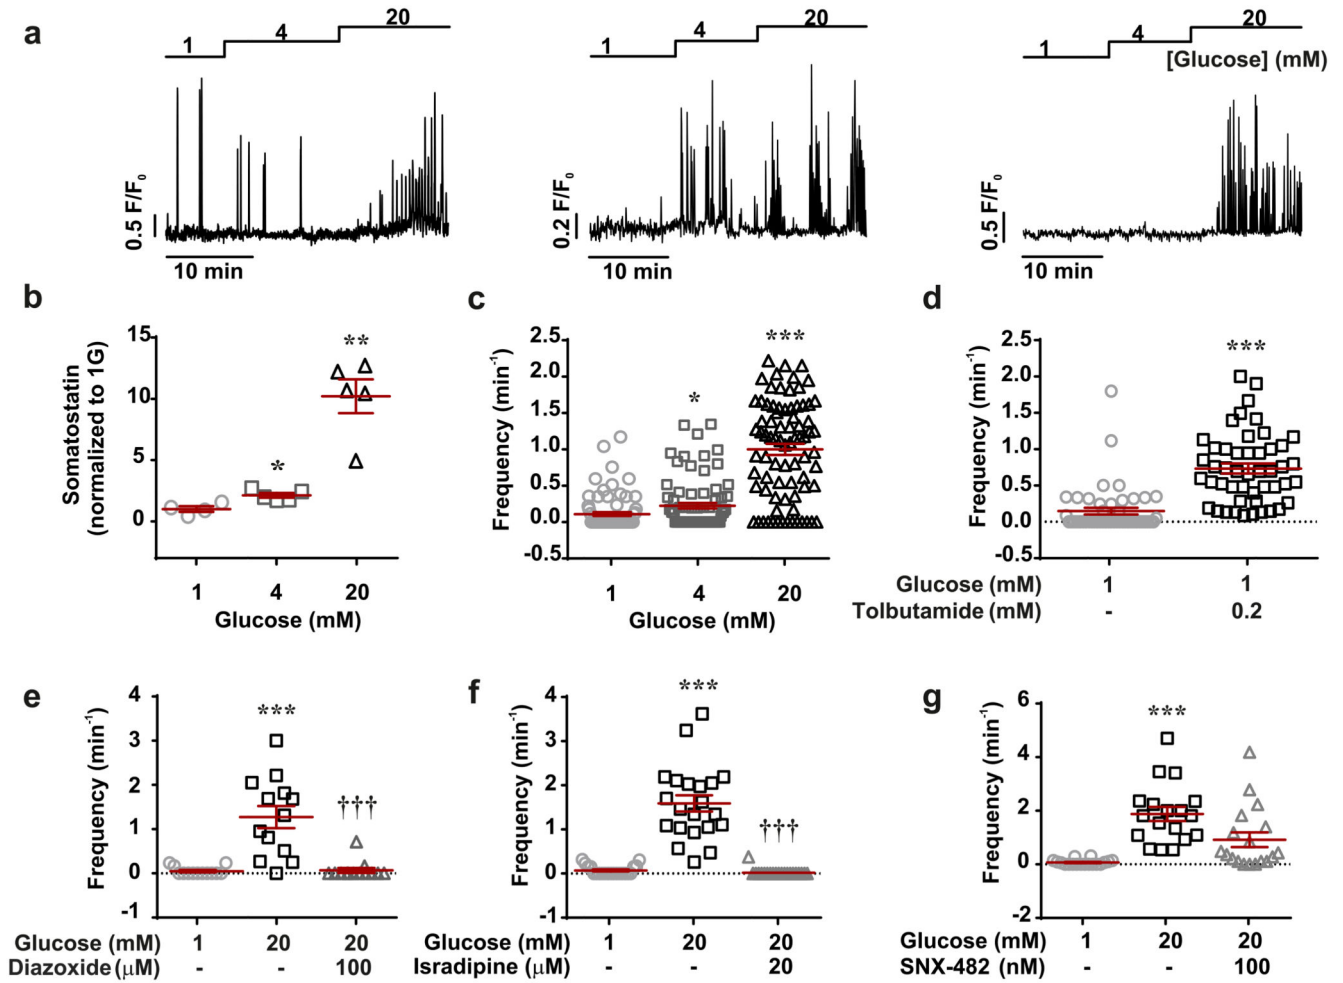 a
1 4 20
1 4 20
1 4 20
[Glucose] (mM)
0.5 F/F₀
10 min
0.2 F/F₀
10 min
0.5 F/F₀
10 min
b
Somatostatin
(normalized to 1G)
15
10
5
0
*
**
1 4 20
Glucose (mM)
c
Frequency (min⁻¹)
2.5
2.0
1.5
1.0
0.5
0.0
-0.5
*
***
1 4 20
Glucose (mM)
d
Frequency (min⁻¹)
2.5
2.0
1.5
1.0
0.5
0.0
-0.5
***
Glucose (mM) 1 1
Tolbutamide (mM) - 0.2
e
Frequency (min⁻¹)
4
3
2
1
0
-1
***
†††
Glucose (mM) 1 20 20
Diazoxide (μM) - - 100
f
Frequency (min⁻¹)
4
3
2
1
0
-1
***
†††
Glucose (mM) 1 20 20
Isradipine (μM) - - 20
g
Frequency (min⁻¹)
6
4
2
0
-2
***
Glucose (mM) 1 20 20
SNX-482 (nM) - - 100